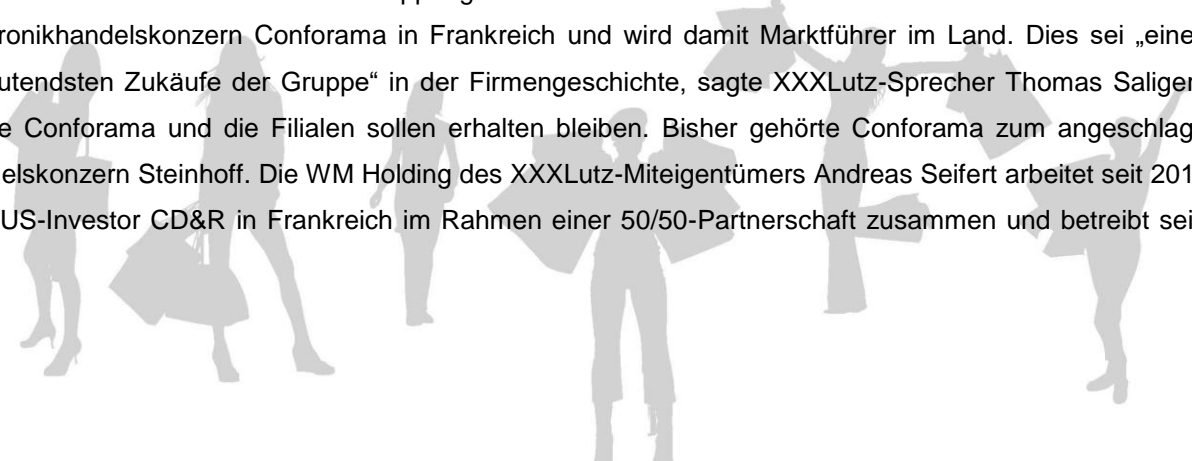 ronikhandelskonzern Conforama in Frankreich und wird damit Marktführer im Land. Dies sei „eine
utendsten Zukäufe der Gruppe“ in der Firmengeschichte, sagte XXXLutz-Sprecher Thomas Saliger
e Conforama und die Filialen sollen erhalten bleiben. Bisher gehörte Conforama zum angeschlag
elskonzern Steinhoff. Die WM Holding des XXXLutz-Miteigentümers Andreas Seifert arbeitet seit 201
US-Investor CD&R in Frankreich im Rahmen einer 50/50-Partnerschaft zusammen und betreibt sei